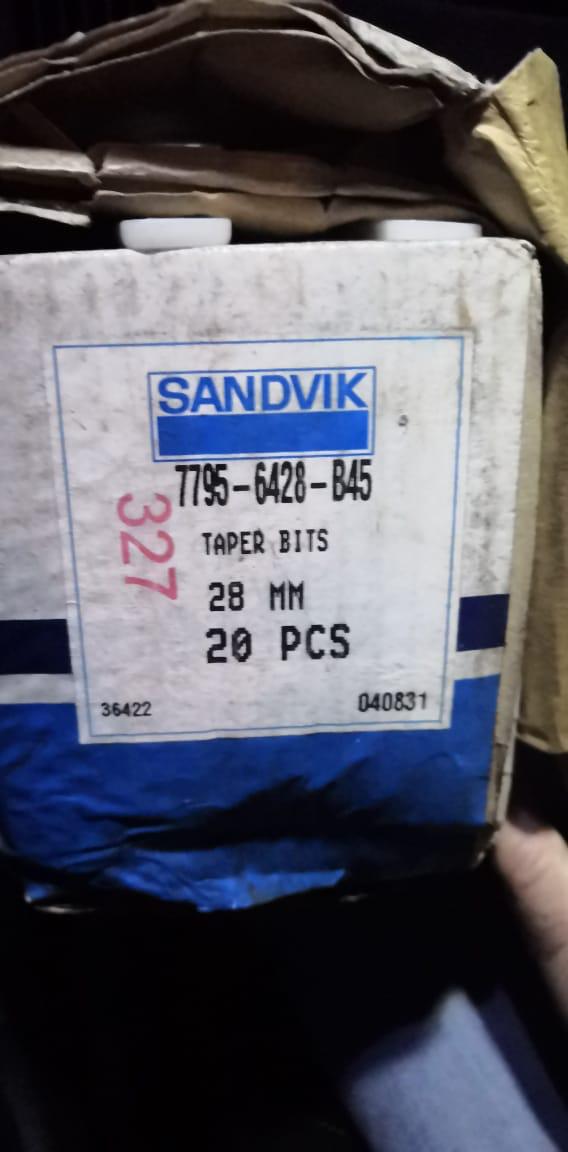 SANDVIK
7795-6428-B45
327
TAPER BITS
28 MM
20 PCS
36422
040831